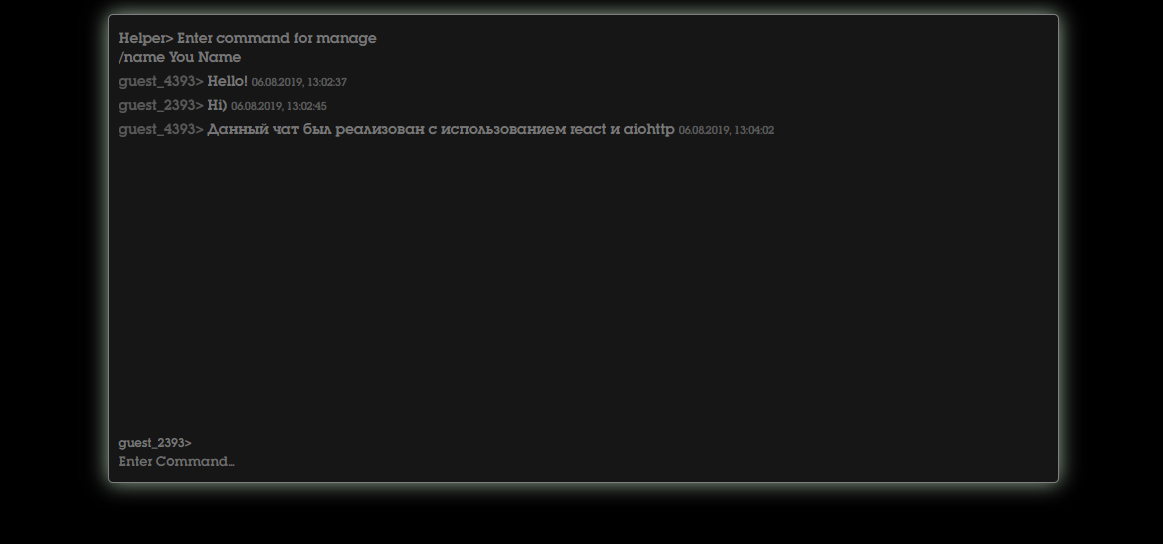 Helper> Enter command for manage
/name You Name
guest_4393> Hello! 06.08.2019, 13:02:37
guest_2393> Hi) 06.08.2019, 13:02:45
guest_4393> Данный чат был реализован с использованием react и aiohttp 06.08.2019, 13:04:02
guest_2393>
Enter Command...